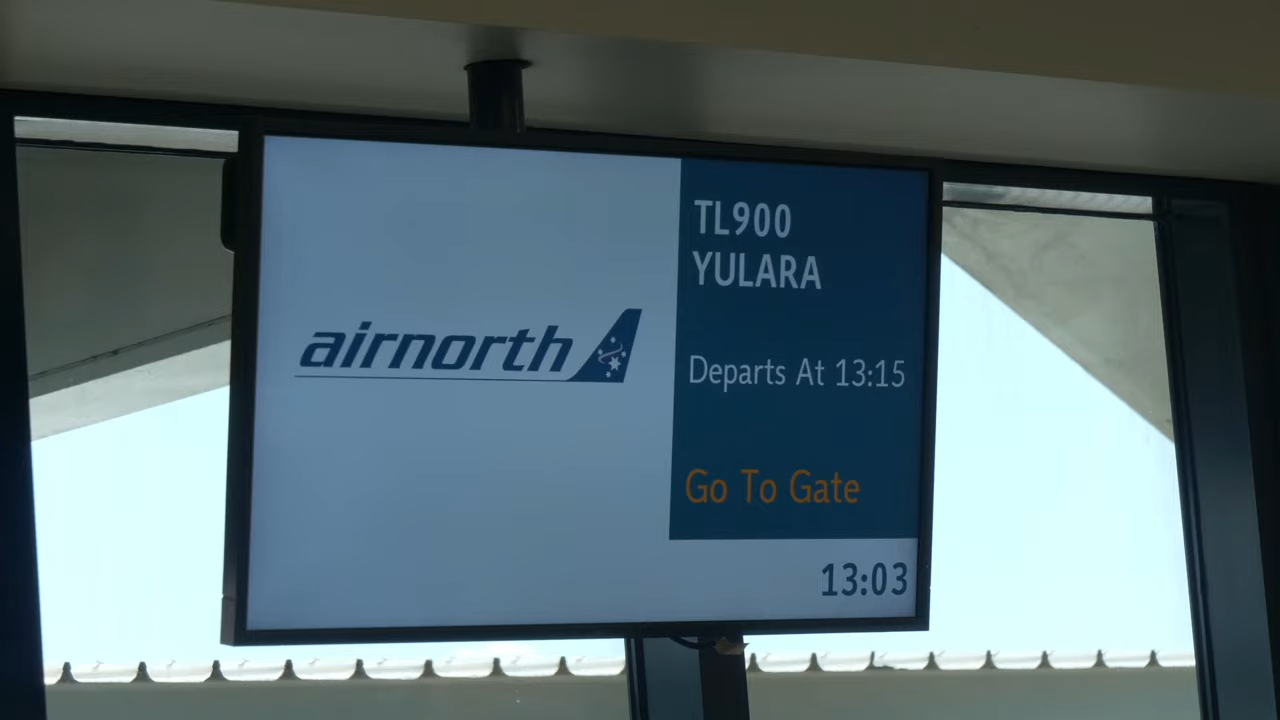 TL900
YULARA
airnorth
Departs At 13:15
Go To Gate
13:03